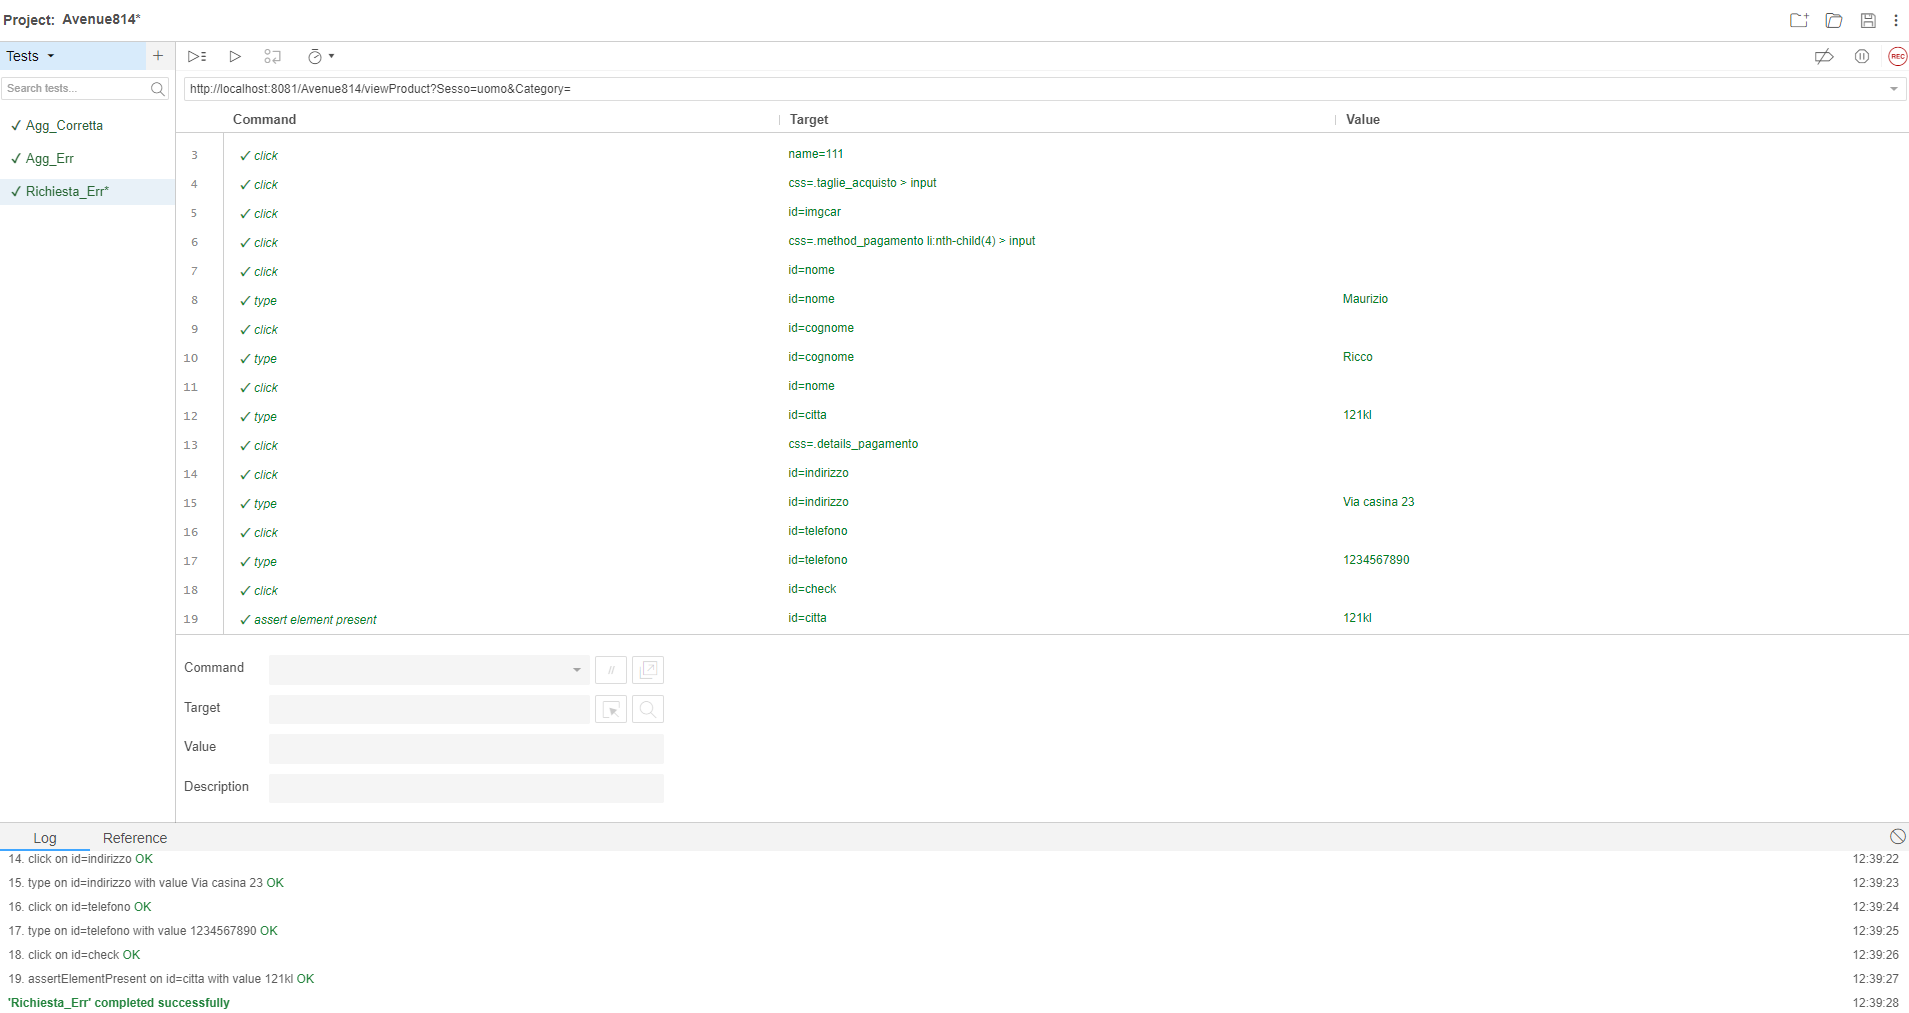 Project: Avenue814*
Tests
+
Search tests...
REC
http://localhost:8081/Avenue814/viewProduct?Sesso=uomo&Category=
✓ Agg_Corretta
✓ Agg_Err
✓ Richiesta_Err*
Command Target Value
3 ✓ click name=111
4 ✓ click css=.taglie_acquisto > input
5 ✓ click id=imgcar
6 ✓ click css=.method_pagamento li:nth-child(4) > input
7 ✓ click id=nome
8 ✓ type id=nome Maurizio
9 ✓ click id=cognome
10 ✓ type id=cognome Ricco
11 ✓ click id=nome
12 ✓ type id=citta 121kl
13 ✓ click css=.details_pagamento
14 ✓ click id=indirizzo
15 ✓ type id=indirizzo Via casina 23
16 ✓ click id=telefono
17 ✓ type id=telefono 1234567890
18 ✓ click id=check
19 ✓ assert element present id=citta 121kl
Command //
Target
Value
Description
Log Reference
14. click on id=indirizzo OK 12:39:22
15. type on id=indirizzo with value Via casina 23 OK 12:39:23
16. click on id=telefono OK 12:39:24
17. type on id=telefono with value 1234567890 OK 12:39:25
18. click on id=check OK 12:39:26
19. assertElementPresent on id=citta with value 121kl OK 12:39:27
'Richiesta_Err' completed successfully 12:39:28